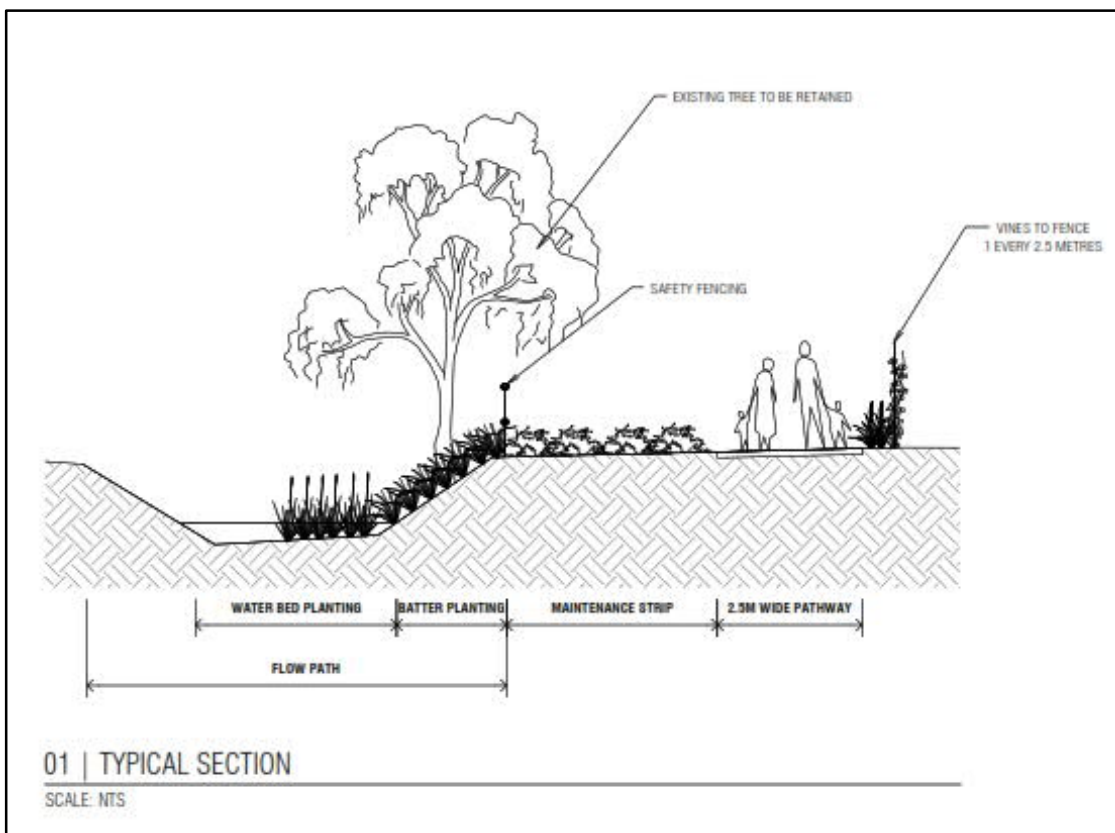 EXISTING TREE TO BE RETAINED
VINES TO FENCE
1 EVERY 2.5 METRES
SAFETY FENCING
WATER BED PLANTING
BATTER PLANTING
MAINTENANCE STRIP
2.5M WIDE PATHWAY
FLOW PATH
01 | TYPICAL SECTION
SCALE: NTS